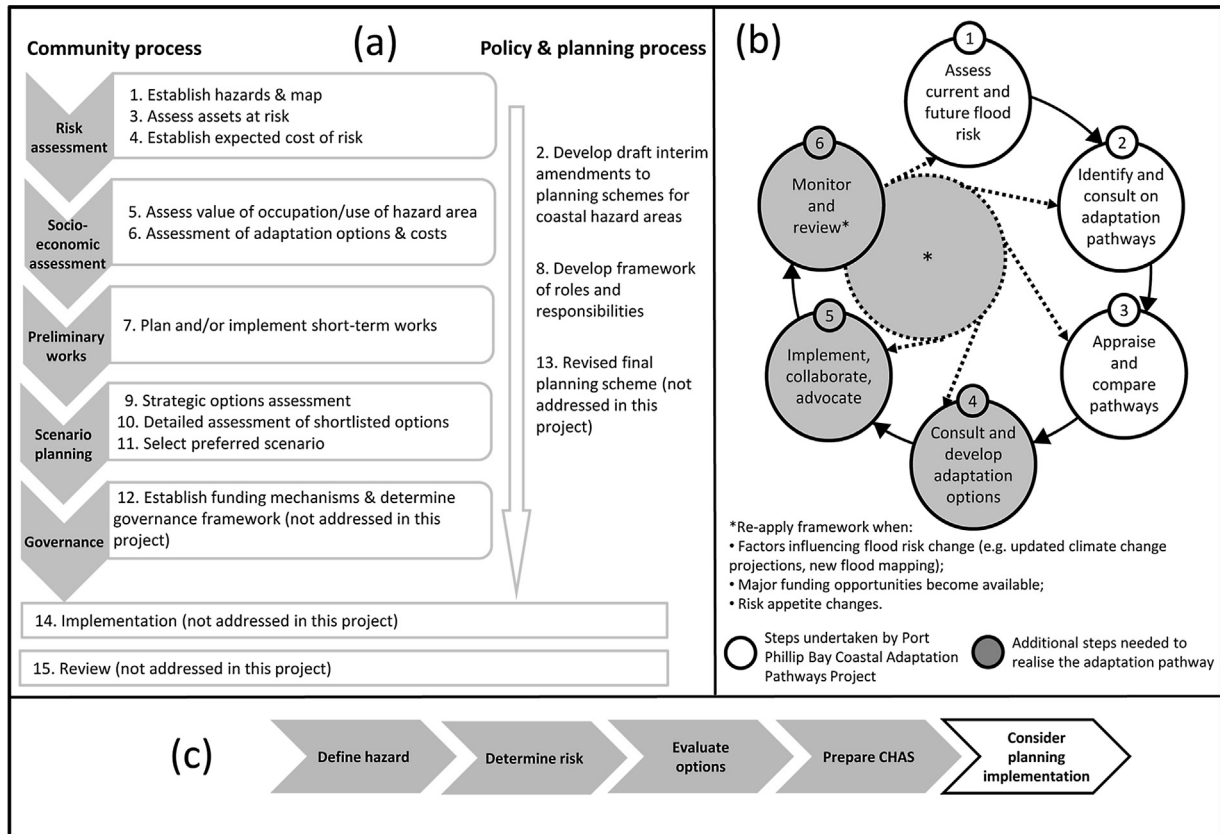 (a)
Community process
Policy & planning process
Risk
assessment
1. Establish hazards & map
3. Assess assets at risk
4. Establish expected cost of risk
Socio-
economic
assessment
5. Assess value of occupation/use of hazard area
6. Assessment of adaptation options & costs
Preliminary
works
7. Plan and/or implement short-term works
Scenario
planning
9. Strategic options assessment
10. Detailed assessment of shortlisted options
11. Select preferred scenario
Governance
12. Establish funding mechanisms & determine
governance framework (not addressed in this
project)
2. Develop draft interim
amendments to
planning schemes for
coastal hazard areas
8. Develop framework
of roles and
responsibilities
13. Revised final
planning scheme (not
addressed in this
project)
14. Implementation (not addressed in this project)
15. Review (not addressed in this project)
(b)
1
Assess
current and
future flood
risk
2
Identify and
consult on
adaptation
pathways
3
Appraise
and
compare
pathways
4
Consult and
develop
adaptation
options
5
Implement,
collaborate,
advocate
6
Monitor
and
review*
*
*Re-apply framework when:
• Factors influencing flood risk change (e.g. updated climate change
projections, new flood mapping);
• Major funding opportunities become available;
• Risk appetite changes.
Steps undertaken by Port
Phillip Bay Coastal Adaptation
Pathways Project
Additional steps needed to
realise the adaptation pathway
(c)
Define hazard
Determine risk
Evaluate
options
Prepare CHAS
Consider
planning
implementation